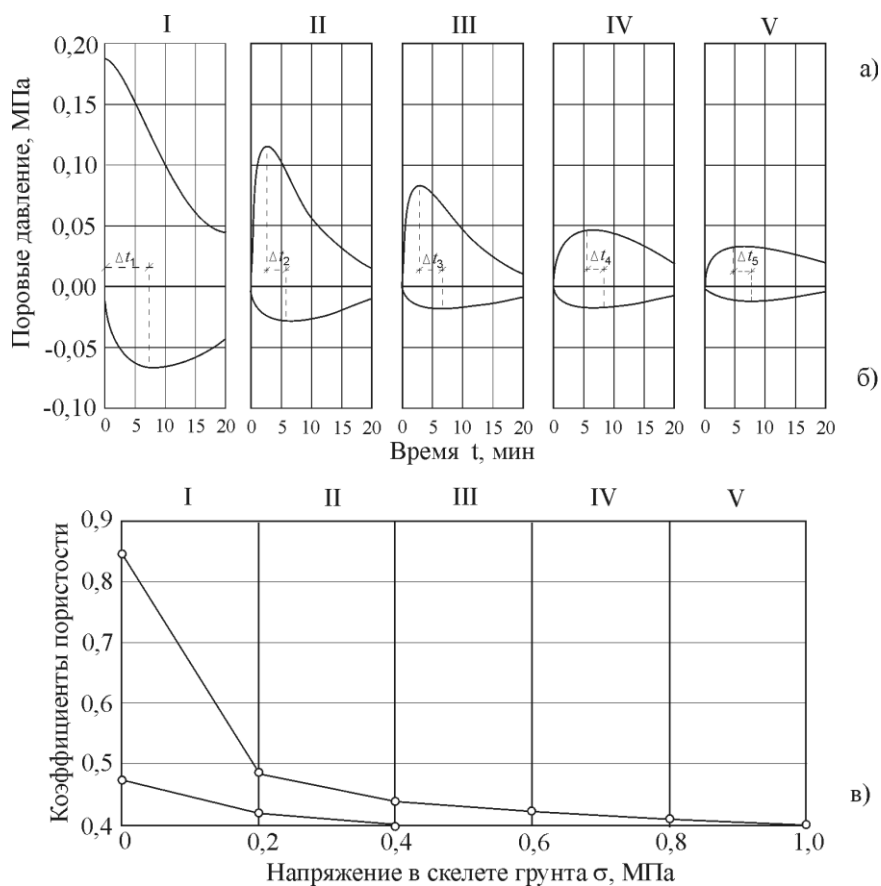 I II III IV V
0,20
0,15
0,10
0,05
0,00
-0,05
-0,10
Поровые давление, МПа
а)
б)
Δt1 Δt2 Δt3 Δt4 Δt5
0 5 10 15 20 0 5 10 15 20 0 5 10 15 20 0 5 10 15 20 0 5 10 15 20
Время t, мин
I II III IV V
0,9
0,8
0,7
0,6
0,5
0,4
Коэффициенты пористости
в)
0 0,2 0,4 0,6 0,8 1,0
Напряжение в скелете грунта σ, МПа